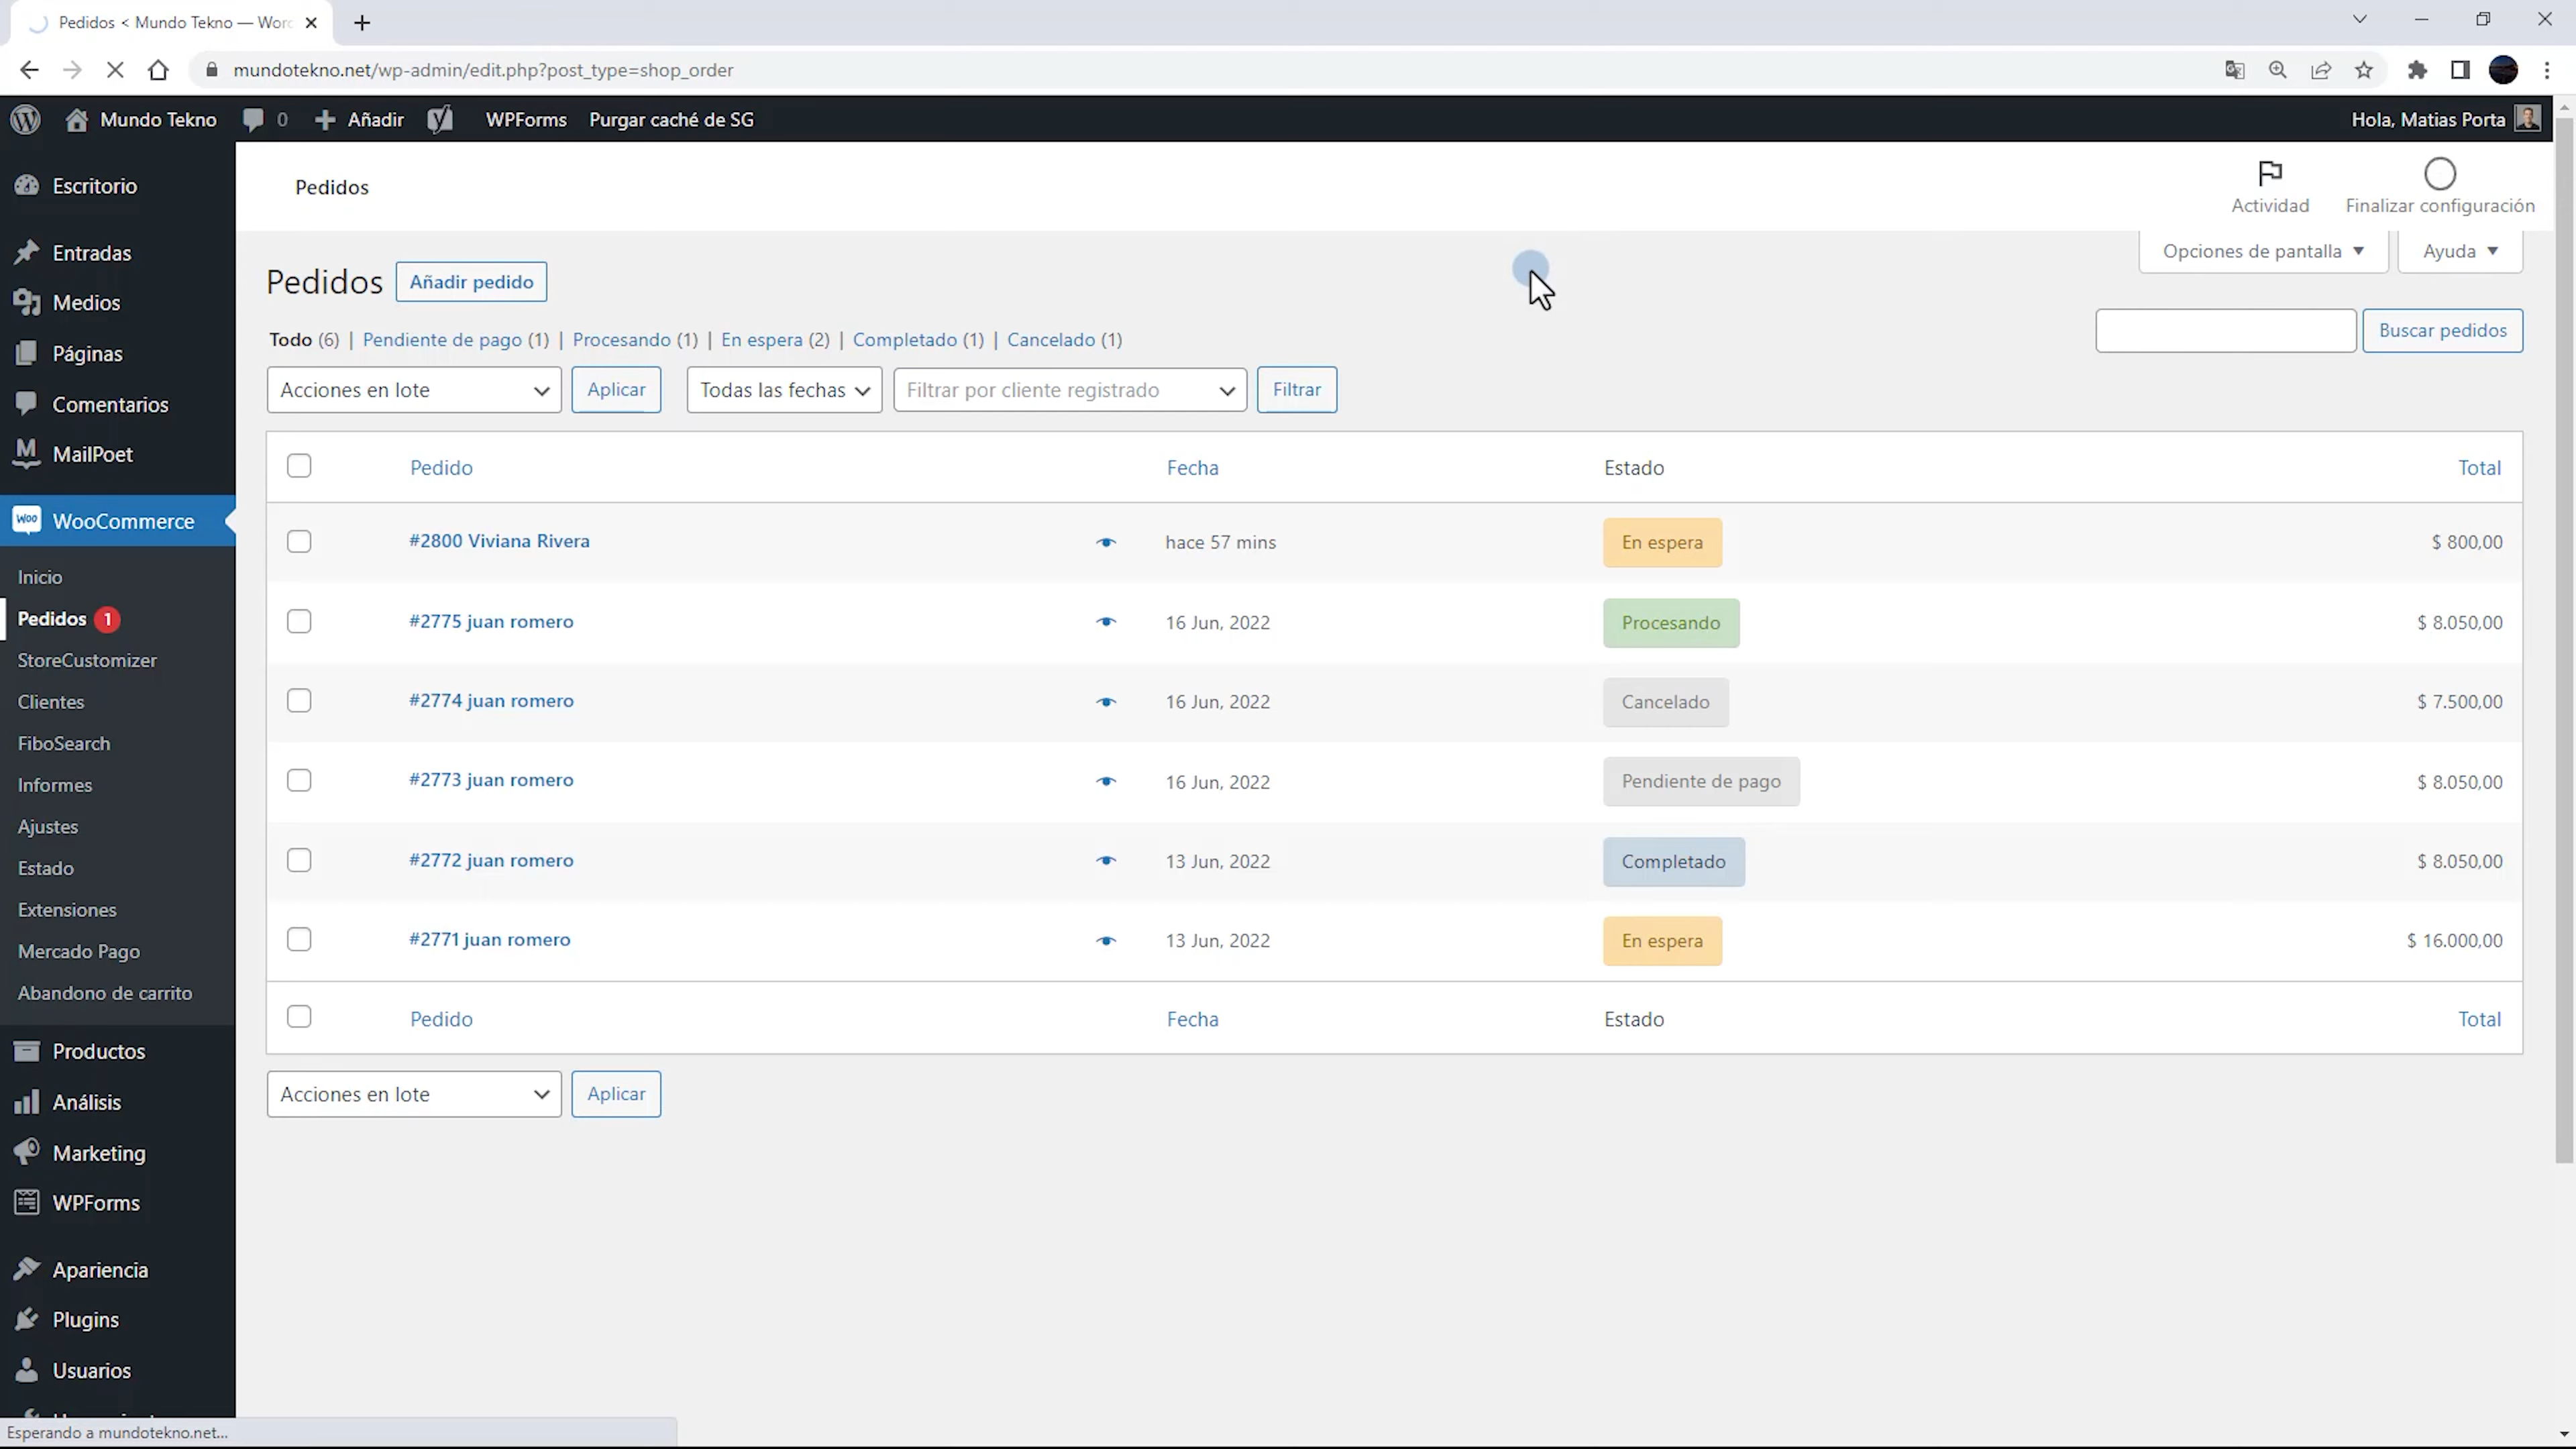 Pedidos < Mundo Tekno — Word
mundotekno.net/wp-admin/edit.php?post_type=shop_order
Mundo Tekno 0 Añadir WPForms Purgar caché de SG Hola, Matias Porta
Escritorio
Entradas
Medios
Páginas
Comentarios
MailPoet
WooCommerce
Inicio
Pedidos 1
StoreCustomizer
Clientes
FiboSearch
Informes
Ajustes
Estado
Extensiones
Mercado Pago
Abandono de carrito
Productos
Análisis
Marketing
WPForms
Apariencia
Plugins
Usuarios
Esperando a mundotekno.net...
Pedidos
Actividad
Finalizar configuración
Opciones de pantalla ▼
Ayuda ▼
Pedidos Añadir pedido
Todo (6) | Pendiente de pago (1) | Procesando (1) | En espera (2) | Completado (1) | Cancelado (1)
Buscar pedidos
Acciones en lote Aplicar Todas las fechas Filtrar por cliente registrado Filtrar
Pedido Fecha Estado Total
#2800 Viviana Rivera hace 57 mins En espera $ 800,00
#2775 juan romero 16 Jun, 2022 Procesando $ 8.050,00
#2774 juan romero 16 Jun, 2022 Cancelado $ 7.500,00
#2773 juan romero 16 Jun, 2022 Pendiente de pago $ 8.050,00
#2772 juan romero 13 Jun, 2022 Completado $ 8.050,00
#2771 juan romero 13 Jun, 2022 En espera $ 16.000,00
Pedido Fecha Estado Total
Acciones en lote Aplicar